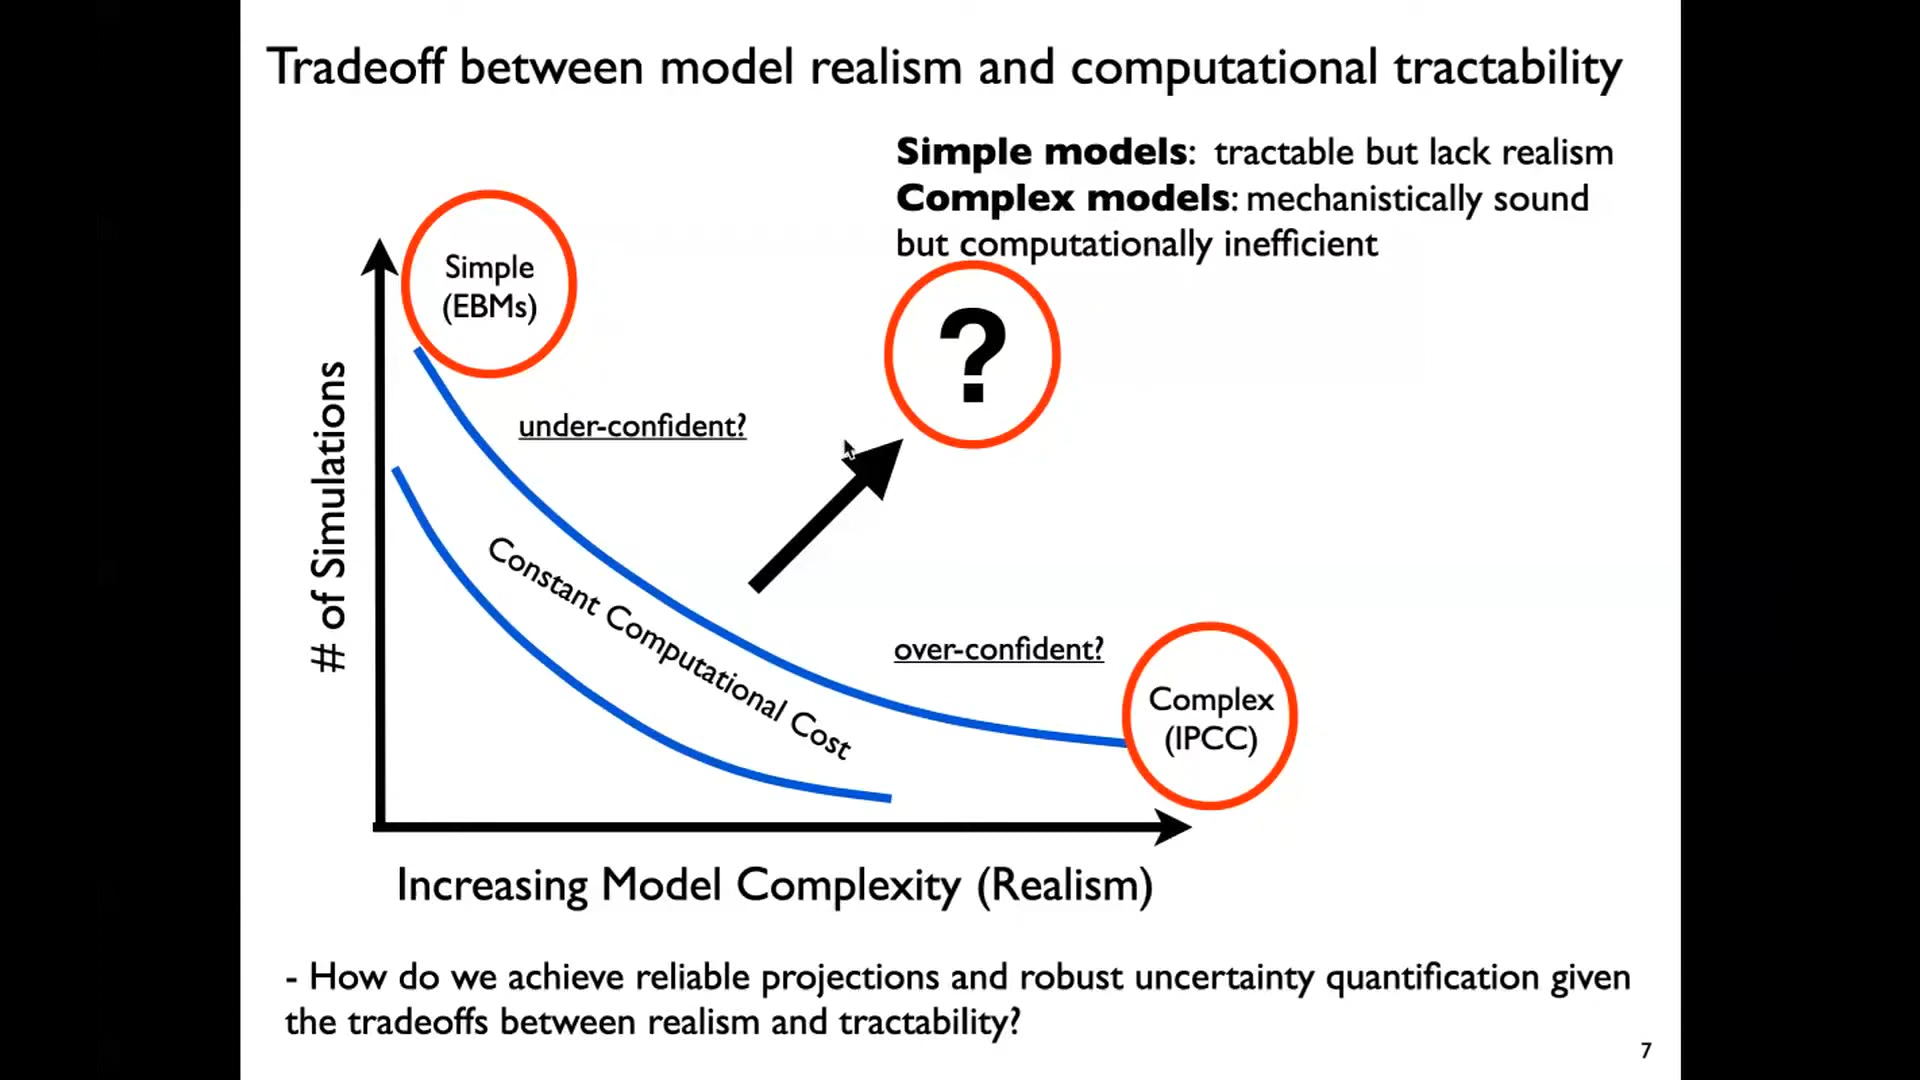 Tradeoff between model realism and computational tractability
Simple models: tractable but lack realism
Complex models: mechanistically sound
but computationally inefficient
Simple
(EBMs)
?
under-confident?
# of Simulations
Constant Computational Cost
over-confident?
Complex
(IPCC)
Increasing Model Complexity (Realism)
- How do we achieve reliable projections and robust uncertainty quantification given
the tradeoffs between realism and tractability?
7